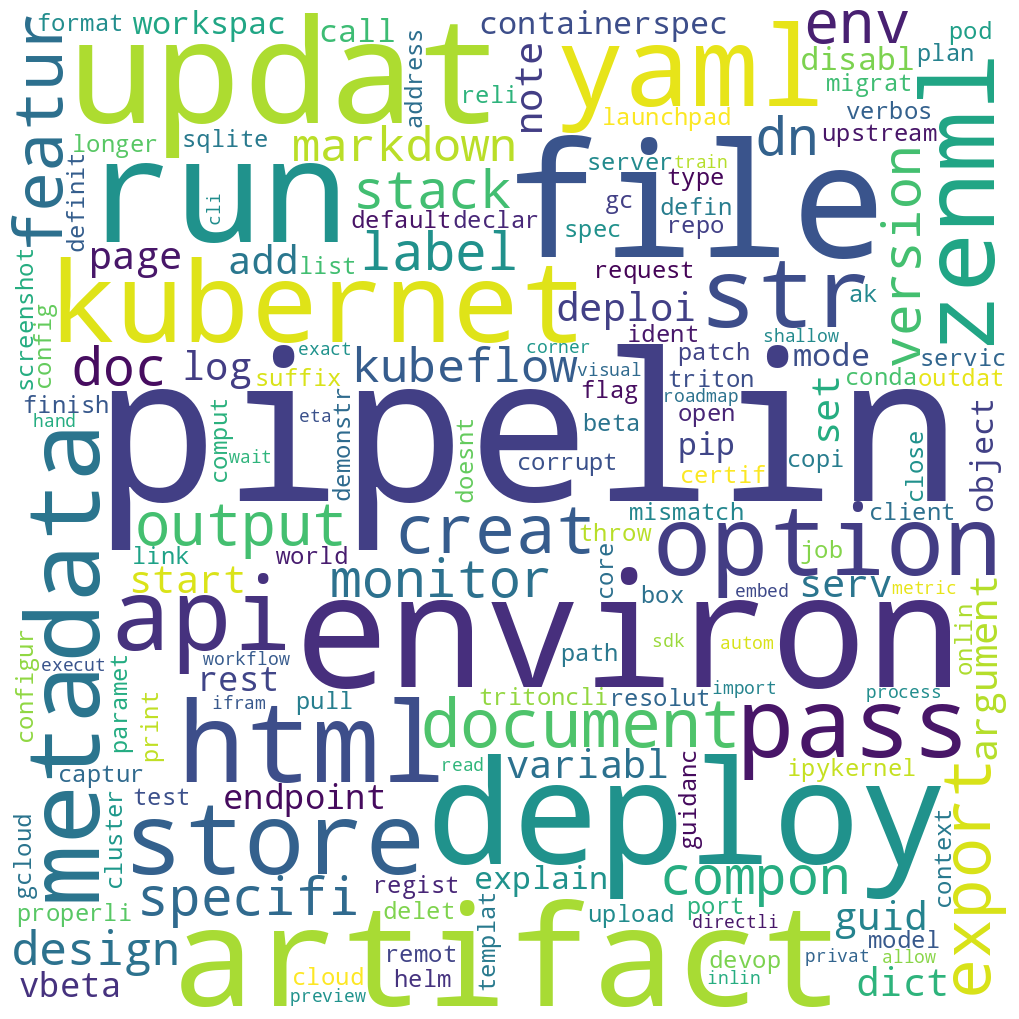 format
workspac
call
containerspec
env
pod
updat
yaml
disabl
plan
featur
address
reli
note
migrat
zenml
launchpad
verbos
longer
sqlite
markdown
dn
upstream
definit
run
file
server
train
type
version
cli
stack
gc
defin
default
declar
spec
repo
page
add
list
label
request
str
screenshot
config
kubernet
deploi
ak
ident
shallow
doc
log
exact
kubeflow
corner
visual
patch
mode
servic
suffix
triton
conda
outdat
finish
eta
flag
roadmap
set
hand
pipelin
beta
open
object
comput
wait
demonstr
doesnt
corrupt
pip
copi
close
certif
metadata
output
creat
throw
mismatch
client
option
link
world
job
start
monitor
core
box
embed
serv
metric
api
environ
argument
onlin
configur
execut
workflow
path
sdk
autom
paramet
rest
print
ifram
pull
tritoncli
resolut
import
process
html
document
pass
captur
read
variabl
ipykernel
test
endpoint
guidanc
export
gcloud
cluster
store
deploy
context
regist
explain
compon
properli
specifi
delet
templat
upload
port
directli
guid
design
artifact
remot
devop
privat
model
allow
vbeta
cloud
helm
inlin
dict
preview